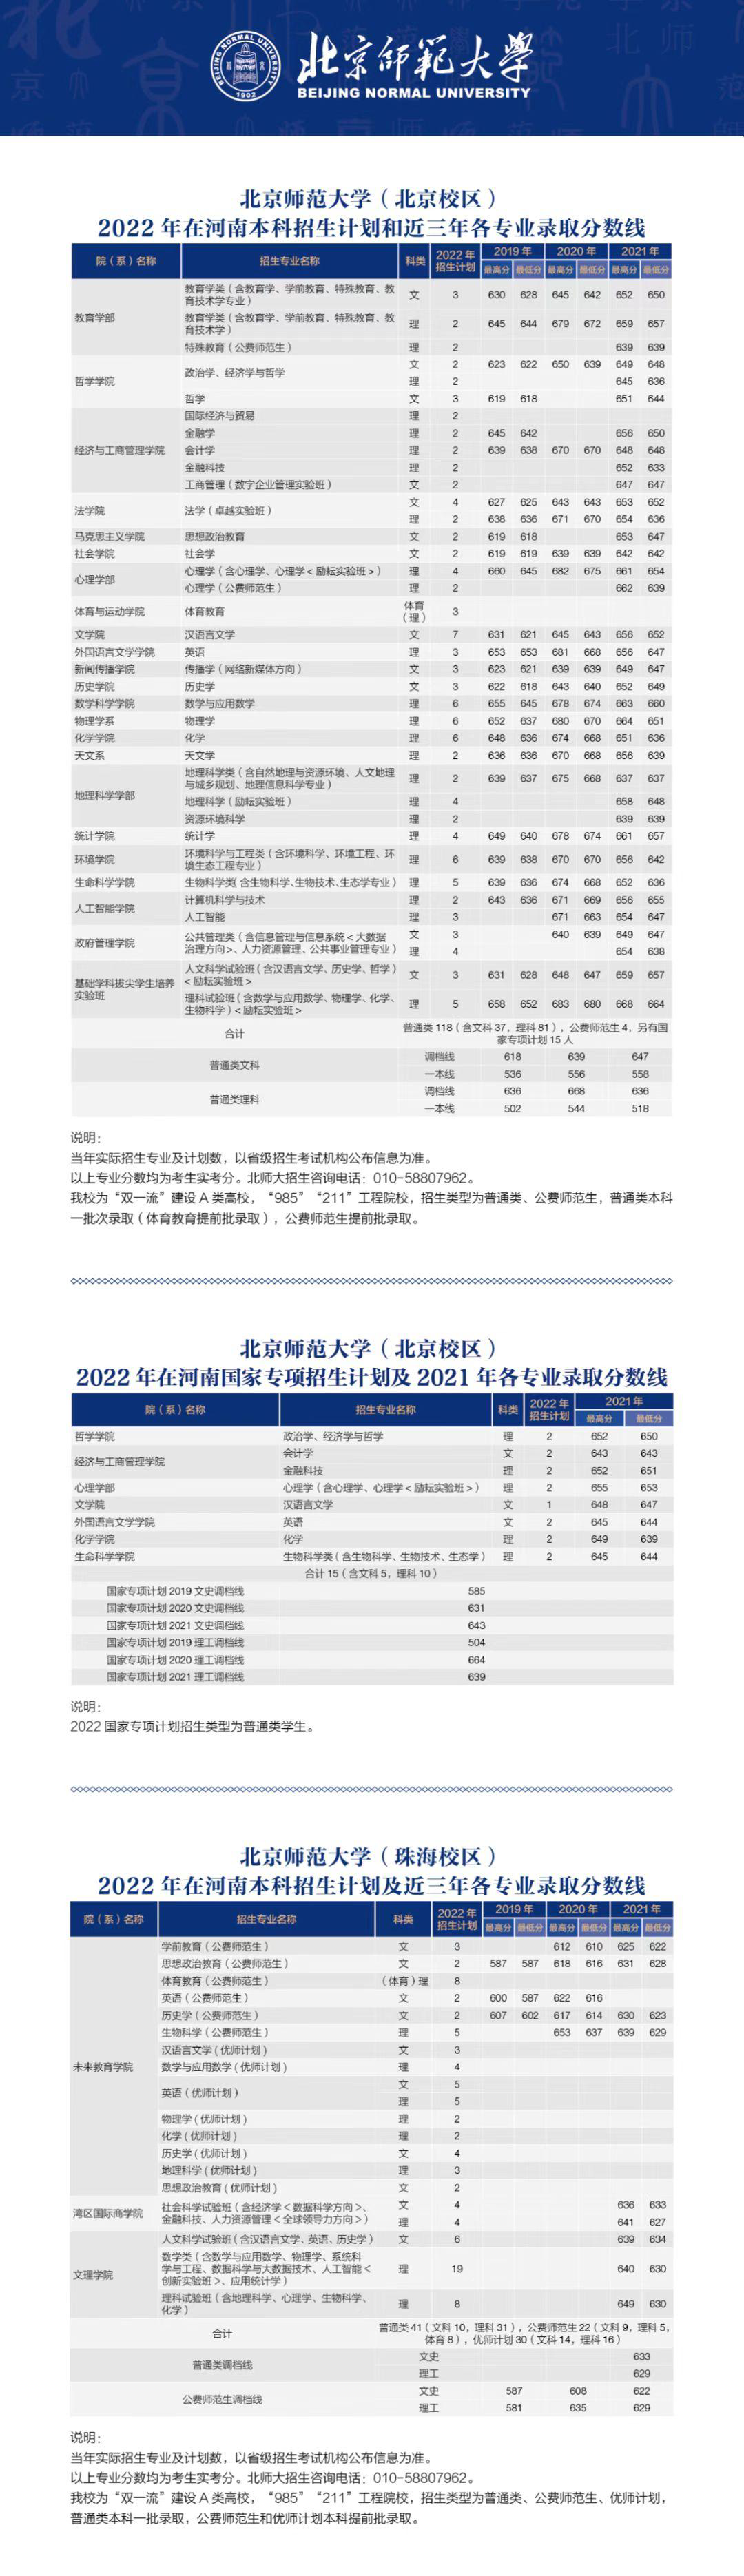 北京师范大学
BEIJING NORMAL UNIVERSITY
BEIJING NORMAL UNIVERSITY
1902
北京师范大学（北京校区）
2022 年在河南本科招生计划和近三年各专业录取分数线
院（系）名称 招生专业名称 科类 2022 年招生计划 2019 年 2020 年 2021 年
最高分 最低分 最高分 最低分 最高分 最低分
教育学部 教育学类（含教育学、学前教育、特殊教育、教育技术学专业） 文 3 630 628 645 642 652 650
教育学类（含教育学、学前教育、特殊教育、教育技术学） 理 2 645 644 679 672 659 657
特殊教育（公费师范生） 理 2 639 639
哲学学院 政治学、经济学与哲学 文 2 623 622 650 639 649 648
理 2 645 636
哲学 文 3 619 618 651 644
经济与工商管理学院 国际经济与贸易 理 2
金融学 理 2 645 642 656 650
会计学 理 2 639 638 670 670 648 648
金融科技 理 2 652 633
工商管理（数字企业管理实验班） 文 2 647 647
法学院 法学（卓越实验班） 文 4 627 625 643 643 653 652
理 2 638 636 671 670 654 636
马克思主义学院 思想政治教育 文 2 619 618 653 647
社会学院 社会学 文 2 619 619 639 639 642 642
心理学部 心理学（含心理学、心理学＜励耘实验班＞） 理 4 660 645 682 675 661 654
心理学（公费师范生） 理 2 662 639
体育与运动学院 体育教育 体育（理） 3
文学院 汉语言文学 文 7 631 621 645 643 656 652
外国语言文学学院 英语 理 3 653 653 681 668 656 647
新闻传播学院 传播学（网络新媒体方向） 文 3 623 621 639 639 649 647
历史学院 历史学 文 3 622 618 643 640 652 649
数学科学学院 数学与应用数学 理 6 655 645 678 674 663 660
物理学系 物理学 理 6 652 637 680 670 664 651
化学学院 化学 理 6 648 636 674 668 651 636
天文系 天文学 理 2 636 636 670 668 656 639
地理科学学部 地理科学类（含自然地理与资源环境、人文地理与城乡规划、地理信息科学专业） 理 2 639 637 675 668 637 637
地理科学（励耘实验班） 理 4 658 648
资源环境科学 理 2 639 639
统计学院 统计学 理 4 649 640 678 674 661 657
环境学院 环境科学与工程类（含环境科学、环境工程、环境生态工程专业） 理 6 639 638 670 670 656 642
生命科学学院 生物科学类（含生物科学、生物技术、生态学专业） 理 5 639 636 674 668 652 636
人工智能学院 计算机科学与技术 理 2 643 636 671 669 656 655
人工智能 理 3 671 663 654 647
政府管理学院 公共管理类（含信息管理与信息系统＜大数据治理方向＞、人力资源管理、公共事业管理专业） 文 3 640 639 649 647
理 4 654 638
基础学科拔尖学生培养实验班 人文科学试验班（含汉语言文学、历史学、哲学）＜励耘实验班＞ 文 3 631 628 648 647 659 657
理科试验班（含数学与应用数学、物理学、化学、生物科学）＜励耘实验班＞ 理 5 658 652 683 680 668 664
合计 普通类 118（含文科 37，理科 81），公费师范生 4，另有国家专项计划 15 人
普通类文科 调档线 618 639 647
一本线 536 556 558
普通类理科 调档线 636 668 636
一本线 502 544 518
说明：
当年实际招生专业及计划数，以省级招生考试机构公布信息为准。
以上专业分数均为考生实考分。北师大招生咨询电话：010-58807962。
我校为“双一流”建设 A 类高校，“985”“211”工程院校，招生类型为普通类、公费师范生，普通类本科
一批次录取（体育教育提前批录取），公费师范生提前批录取。
北京师范大学（北京校区）
2022 年在河南国家专项招生计划及 2021 年各专业录取分数线
院（系）名称 招生专业名称 科类 2022 年招生计划 2021 年
最高分 最低分
哲学学院 政治学、经济学与哲学 理 2 652 650
经济与工商管理学院 会计学 文 2 643 643
金融科技 理 2 652 651
心理学部 心理学（含心理学、心理学＜励耘实验班＞） 理 2 655 653
文学院 汉语言文学 文 1 648 647
外国语言文学学院 英语 文 2 645 644
化学学院 化学 理 2 649 639
生命科学学院 生物科学类（含生物科学、生物技术、生态学） 理 2 645 644
合计 15（含文科 5，理科 10）
国家专项计划 2019 文史调档线 585
国家专项计划 2020 文史调档线 631
国家专项计划 2021 文史调档线 643
国家专项计划 2019 理工调档线 504
国家专项计划 2020 理工调档线 664
国家专项计划 2021 理工调档线 639
说明：
2022 国家专项计划招生类型为普通类学生。
北京师范大学（珠海校区）
2022 年在河南本科招生计划及近三年各专业录取分数线
院（系）名称 招生专业名称 科类 2022 年招生计划 2019 年 2020 年 2021 年
最高分 最低分 最高分 最低分 最高分 最低分
未来教育学院 学前教育（公费师范生） 文 3 612 610 625 622
思想政治教育（公费师范生） 文 2 587 587 618 616 631 628
体育教育（公费师范生） （体育）理 8
英语（公费师范生） 文 2 600 587 622 616
历史学（公费师范生） 文 2 607 602 617 614 630 623
生物科学（公费师范生） 理 5 653 637 639 629
汉语言文学（优师计划） 文 3
数学与应用数学（优师计划） 理 4
英语（优师计划） 文 5
理 5
物理学（优师计划） 理 2
化学（优师计划） 理 2
历史学（优师计划） 文 4
地理科学（优师计划） 理 3
思想政治教育（优师计划） 文 2
湾区国际商学院 社会科学试验班（含经济学＜数据科学方向＞、金融科技、人力资源管理＜全球领导力方向＞） 文 4 636 633
理 4 641 627
文理学院 人文科学试验班（含汉语言文学、英语、历史学） 文 6 639 634
数学类（含数学与应用数学、物理学、系统科学与工程、数据科学与大数据技术、人工智能＜创新实验班＞、应用统计学） 理 19 640 630
理科试验班（含地理科学、心理学、生物科学、化学） 理 8 649 630
合计 普通类 41（文科 10，理科 31），公费师范生 22（文科 9，理科 5，体育 8），优师计划 30（文科 14，理科 16）
普通类调档线 文史 633
理工 629
公费师范生调档线 文史 587 608 622
理工 581 635 629
说明：
当年实际招生专业及计划数，以省级招生考试机构公布信息为准。
以上专业分数均为考生实考分。北师大招生咨询电话：010-58807962。
我校为“双一流”建设 A 类高校，“985”“211”工程院校，招生类型为普通类、公费师范生、优师计划，
普通类本科一批录取，公费师范生和优师计划本科提前批录取。